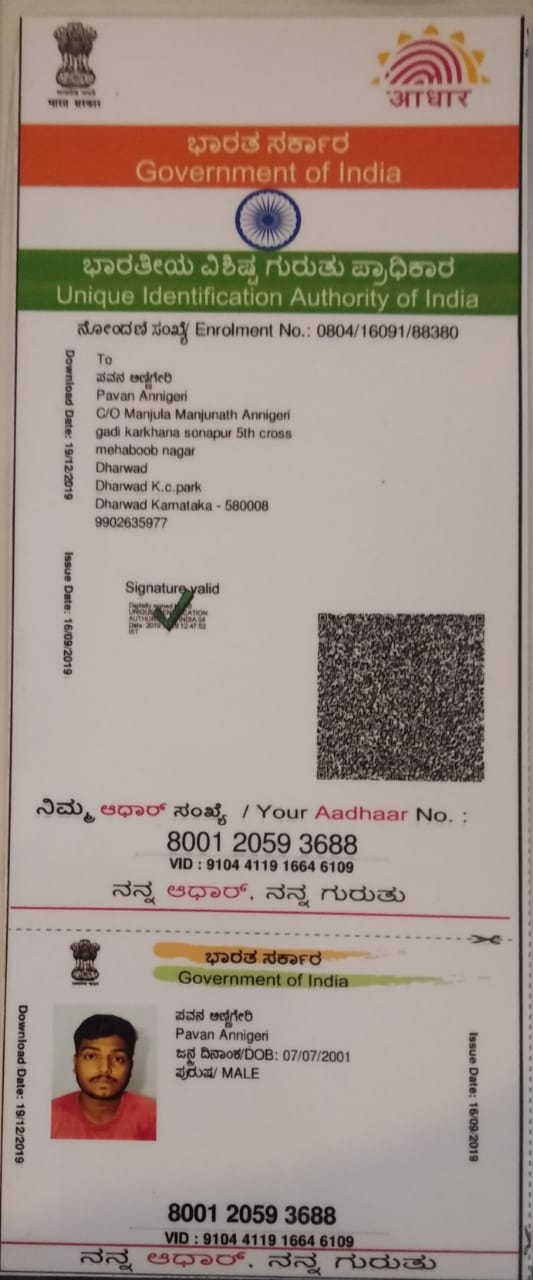 भारत सरकार
आधार
ಭಾರತ ಸರ್ಕಾರ
Government of India
ಭಾರತೀಯ ವಿಶಿಷ್ಟ ಗುರುತು ಪ್ರಾಧಿಕಾರ
Unique Identification Authority of India
ನೋಂದಣಿ ಸಂಖ್ಯೆ/ Enrolment No.: 0804/16091/88380
Download Date: 19/12/2019
To
ಪವನ ಅಣ್ಣಿಗೇರಿ
Pavan Annigeri
C/O Manjula Manjunath Annigeri
gadi karkhana sonapur 5th cross
mehaboob nagar
Dharwad
Dharwad K.c.park
Dharwad Karnataka - 580008
9902635977
Issue Date: 16/09/2019
Signature valid
Digitally signed
UNIQUE
AUTHOR INDIA 04
Date: 2019 12:47:52
IST
ನಿಮ್ಮ ಆಧಾರ್ ಸಂಖ್ಯೆ / Your Aadhaar No. :
8001 2059 3688
VID : 9104 4119 1664 6109
ನನ್ನ ಆಧಾರ್, ನನ್ನ ಗುರುತು
ಭಾರತ ಸರ್ಕಾರ
Government of India
Download Date: 19/12/2019
ಪವನ ಅಣ್ಣಿಗೇರಿ
Pavan Annigeri
ಜನ್ಮ ದಿನಾಂಕ/DOB: 07/07/2001
ಪುರುಷ/ MALE
Issue Date: 16/09/2019
8001 2059 3688
VID : 9104 4119 1664 6109
ನನ್ನ ಆಧಾರ್, ನನ್ನ ಗುರುತು